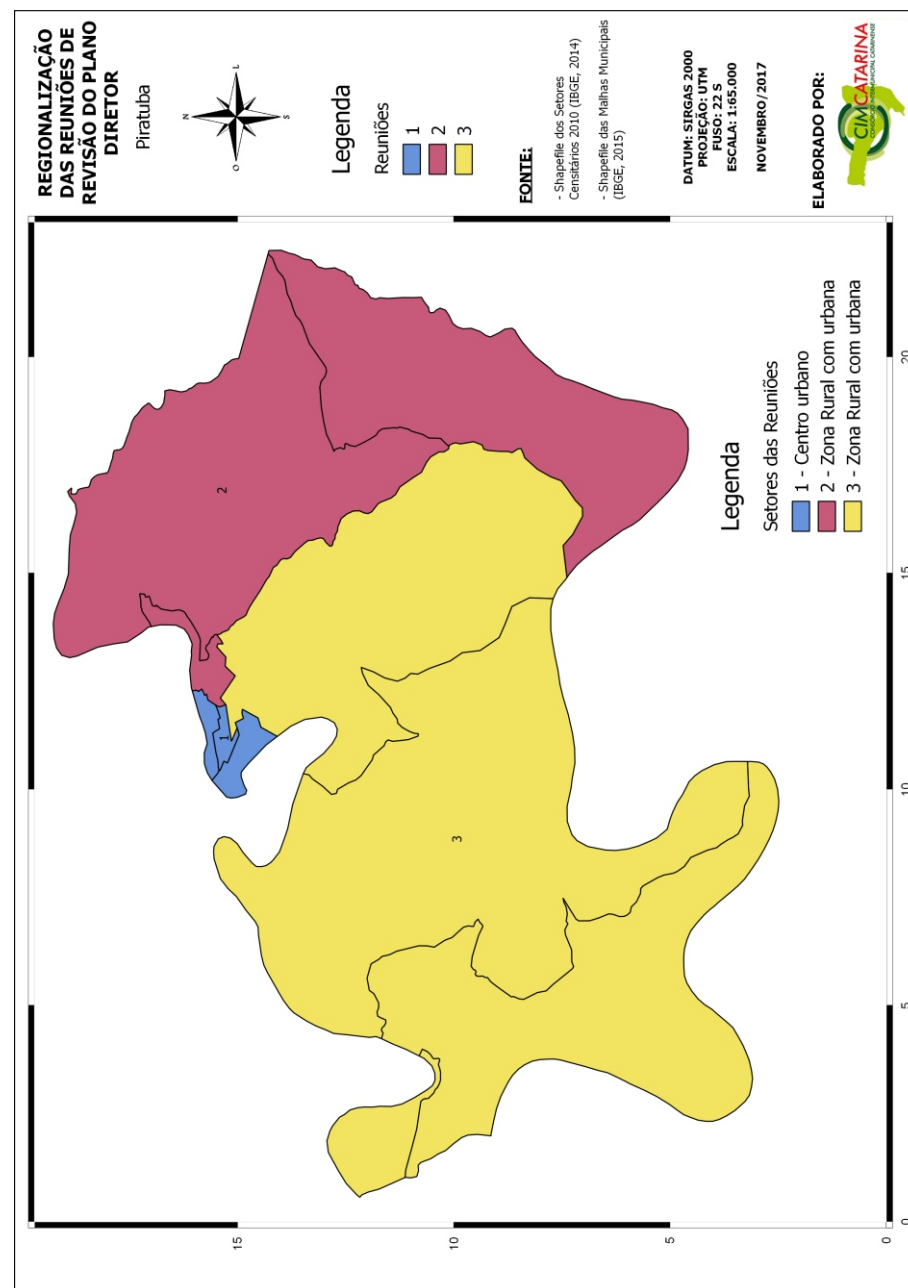 REGIONALIZAÇÃO
DAS REUNIÕES DE
REVISÃO DO PLANO
DIRETOR
Piratuba
N
O
L
S
Legenda
Reuniões
1
2
3
FONTE:
- Shapefile dos Setores
Censitários 2010 (IBGE, 2014)
- Shapefile das Malhas Municipais
(IBGE, 2015)
DATUM: SIRGAS 2000
PROJEÇÃO: UTM
FUSO: 22 S
ESCALA: 1:65.000
NOVEMBRO/2017
ELABORADO POR:
CIMCATARINA
CONSÓRCIO INTERMUNICIPAL CATARINENSE
2
1
3
Legenda
Setores das Reuniões
1 - Centro urbano
2 - Zona Rural com urbana
3 - Zona Rural com urbana
15
10
5
0
0
5
10
15
20